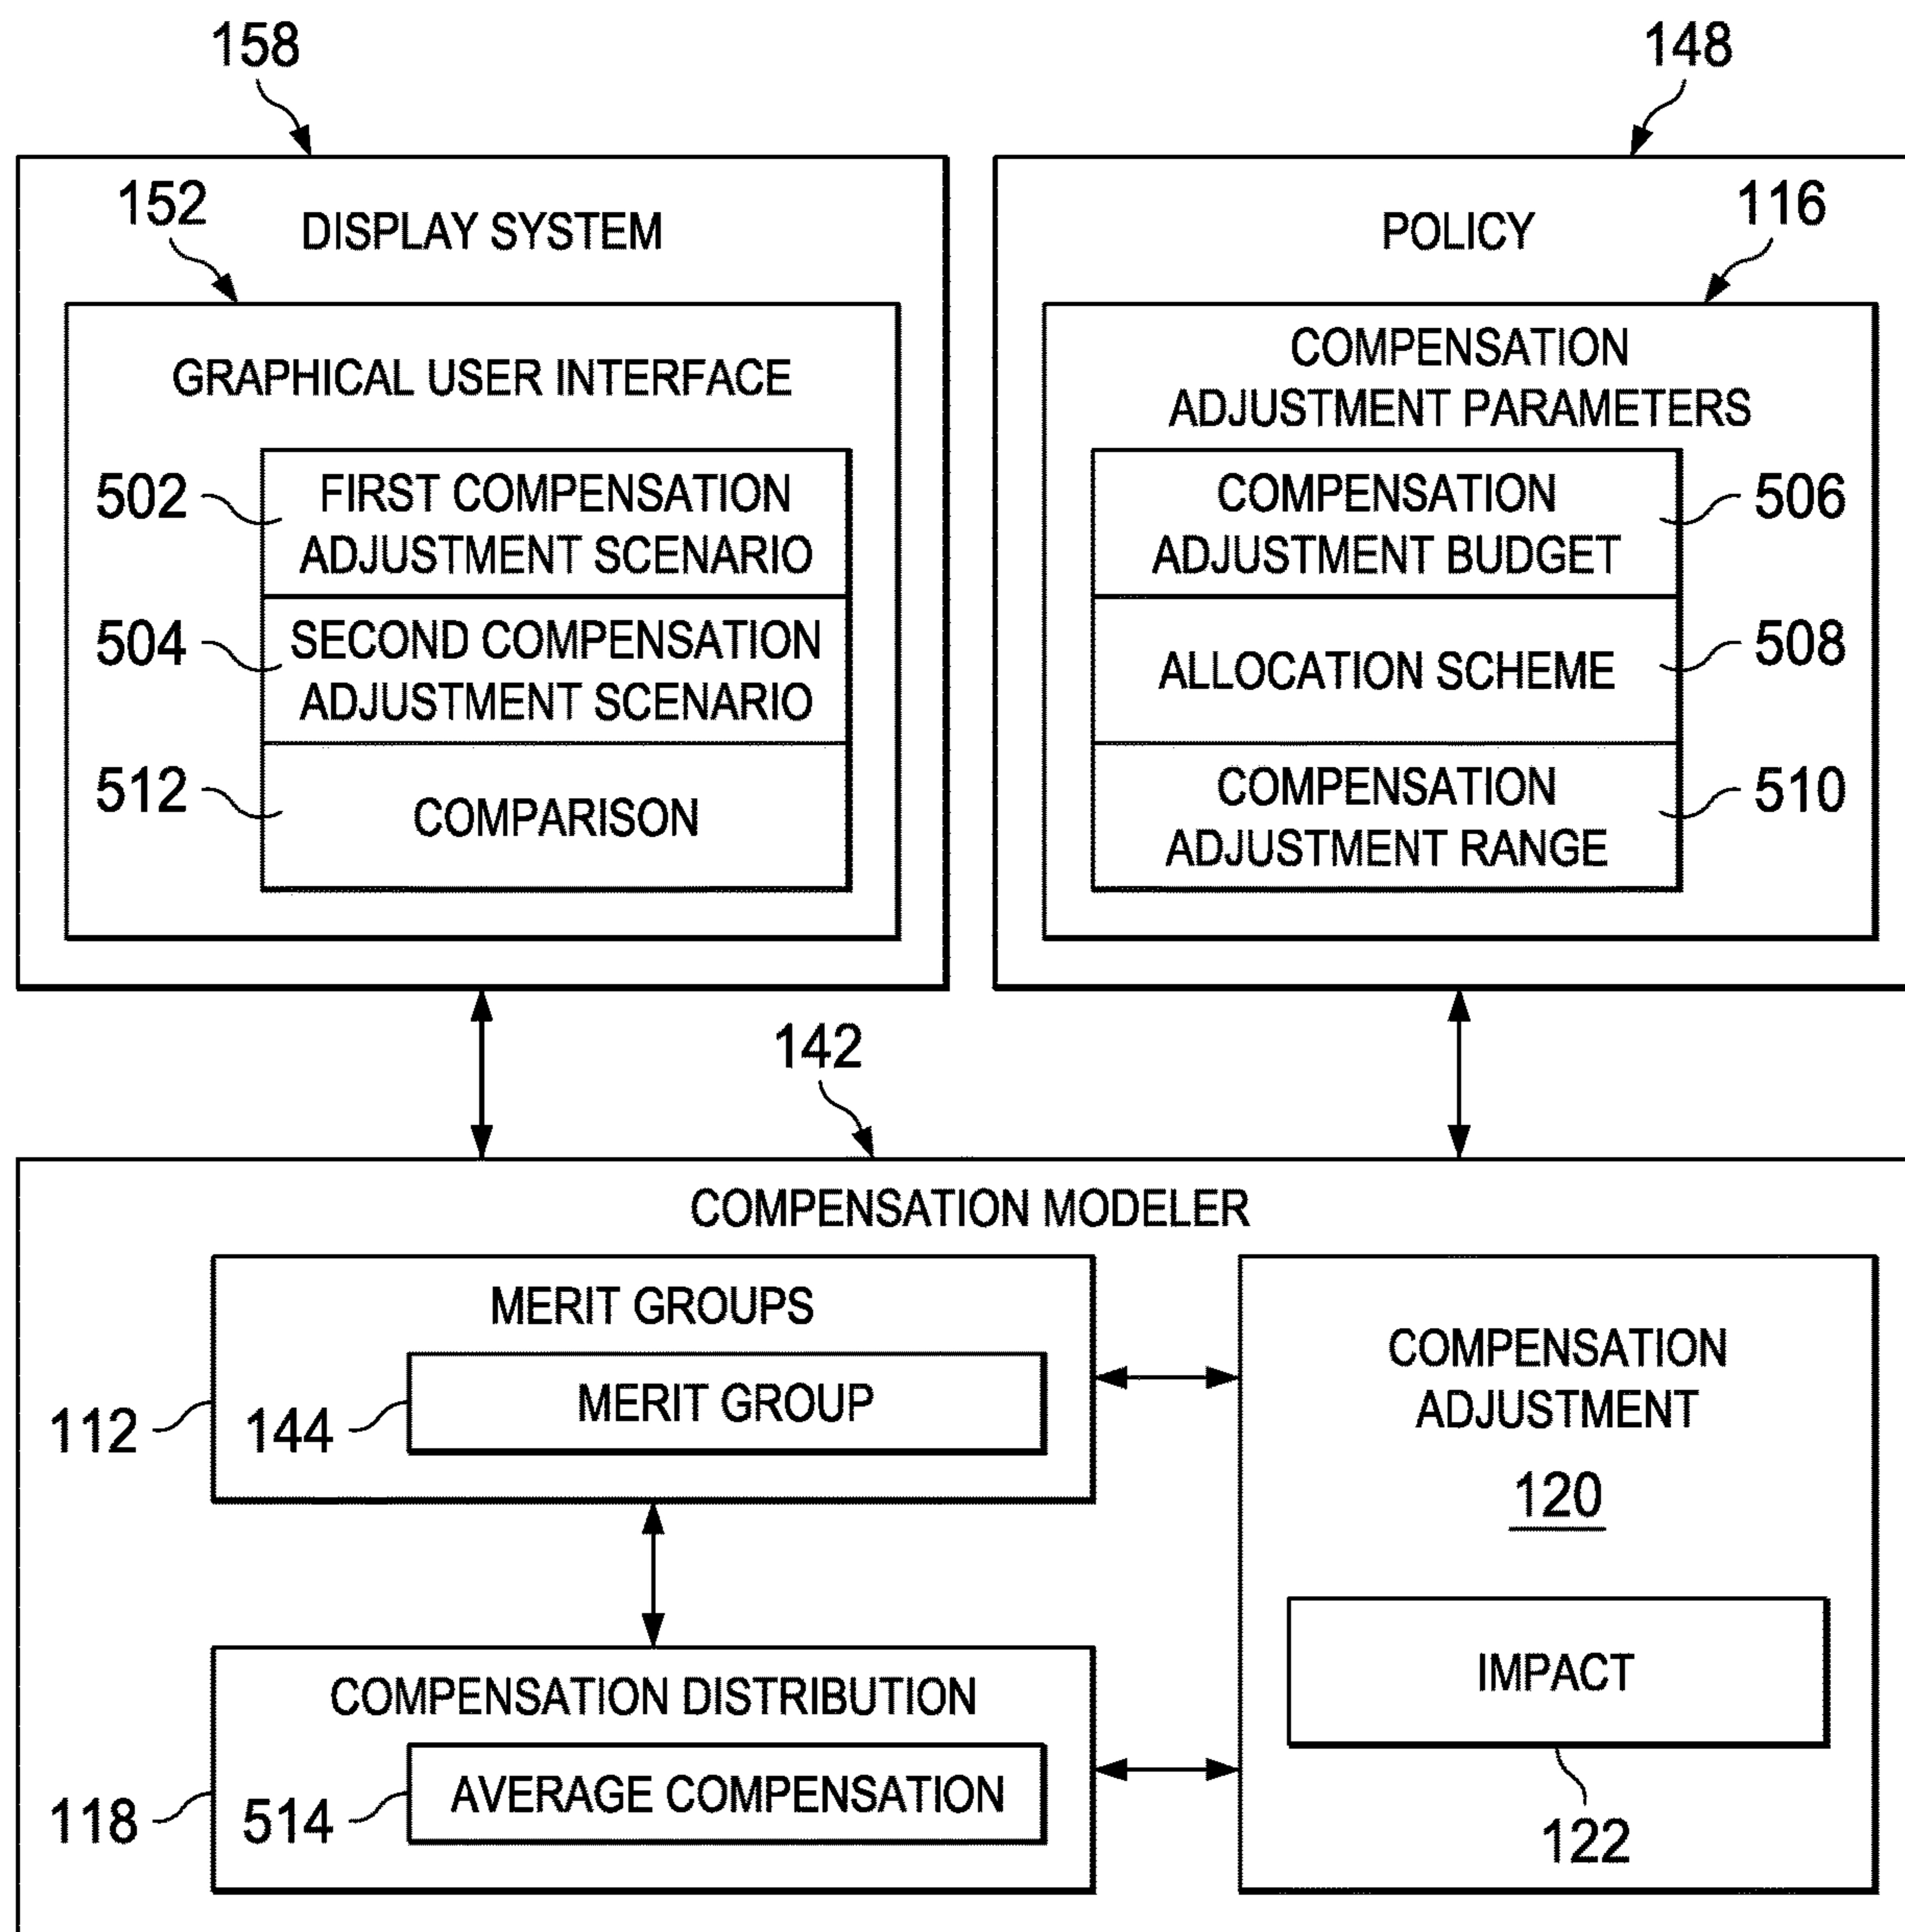 158
148
152
DISPLAY SYSTEM
POLICY
116
GRAPHICAL USER INTERFACE
COMPENSATION
ADJUSTMENT PARAMETERS
502
FIRST COMPENSATION
ADJUSTMENT SCENARIO
COMPENSATION
ADJUSTMENT BUDGET
506
504
SECOND COMPENSATION
ADJUSTMENT SCENARIO
ALLOCATION SCHEME
508
512
COMPARISON
COMPENSATION
ADJUSTMENT RANGE
510
142
COMPENSATION MODELER
MERIT GROUPS
112
144
MERIT GROUP
COMPENSATION
ADJUSTMENT
120
COMPENSATION DISTRIBUTION
118
514
AVERAGE COMPENSATION
IMPACT
122